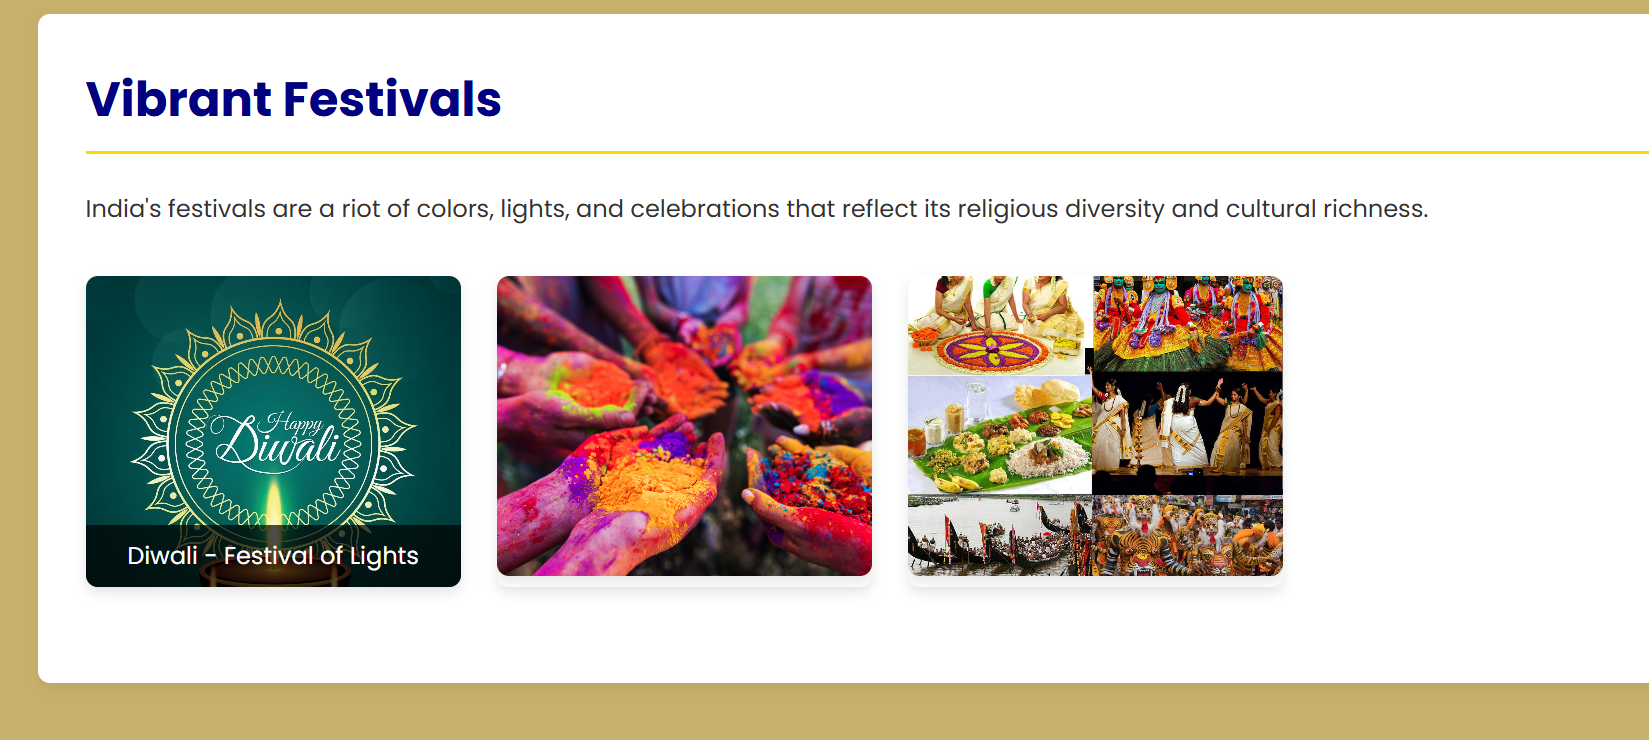 Vibrant Festivals
India's festivals are a riot of colors, lights, and celebrations that reflect its religious diversity and cultural richness.
Happy
Diwali
Diwali - Festival of Lights